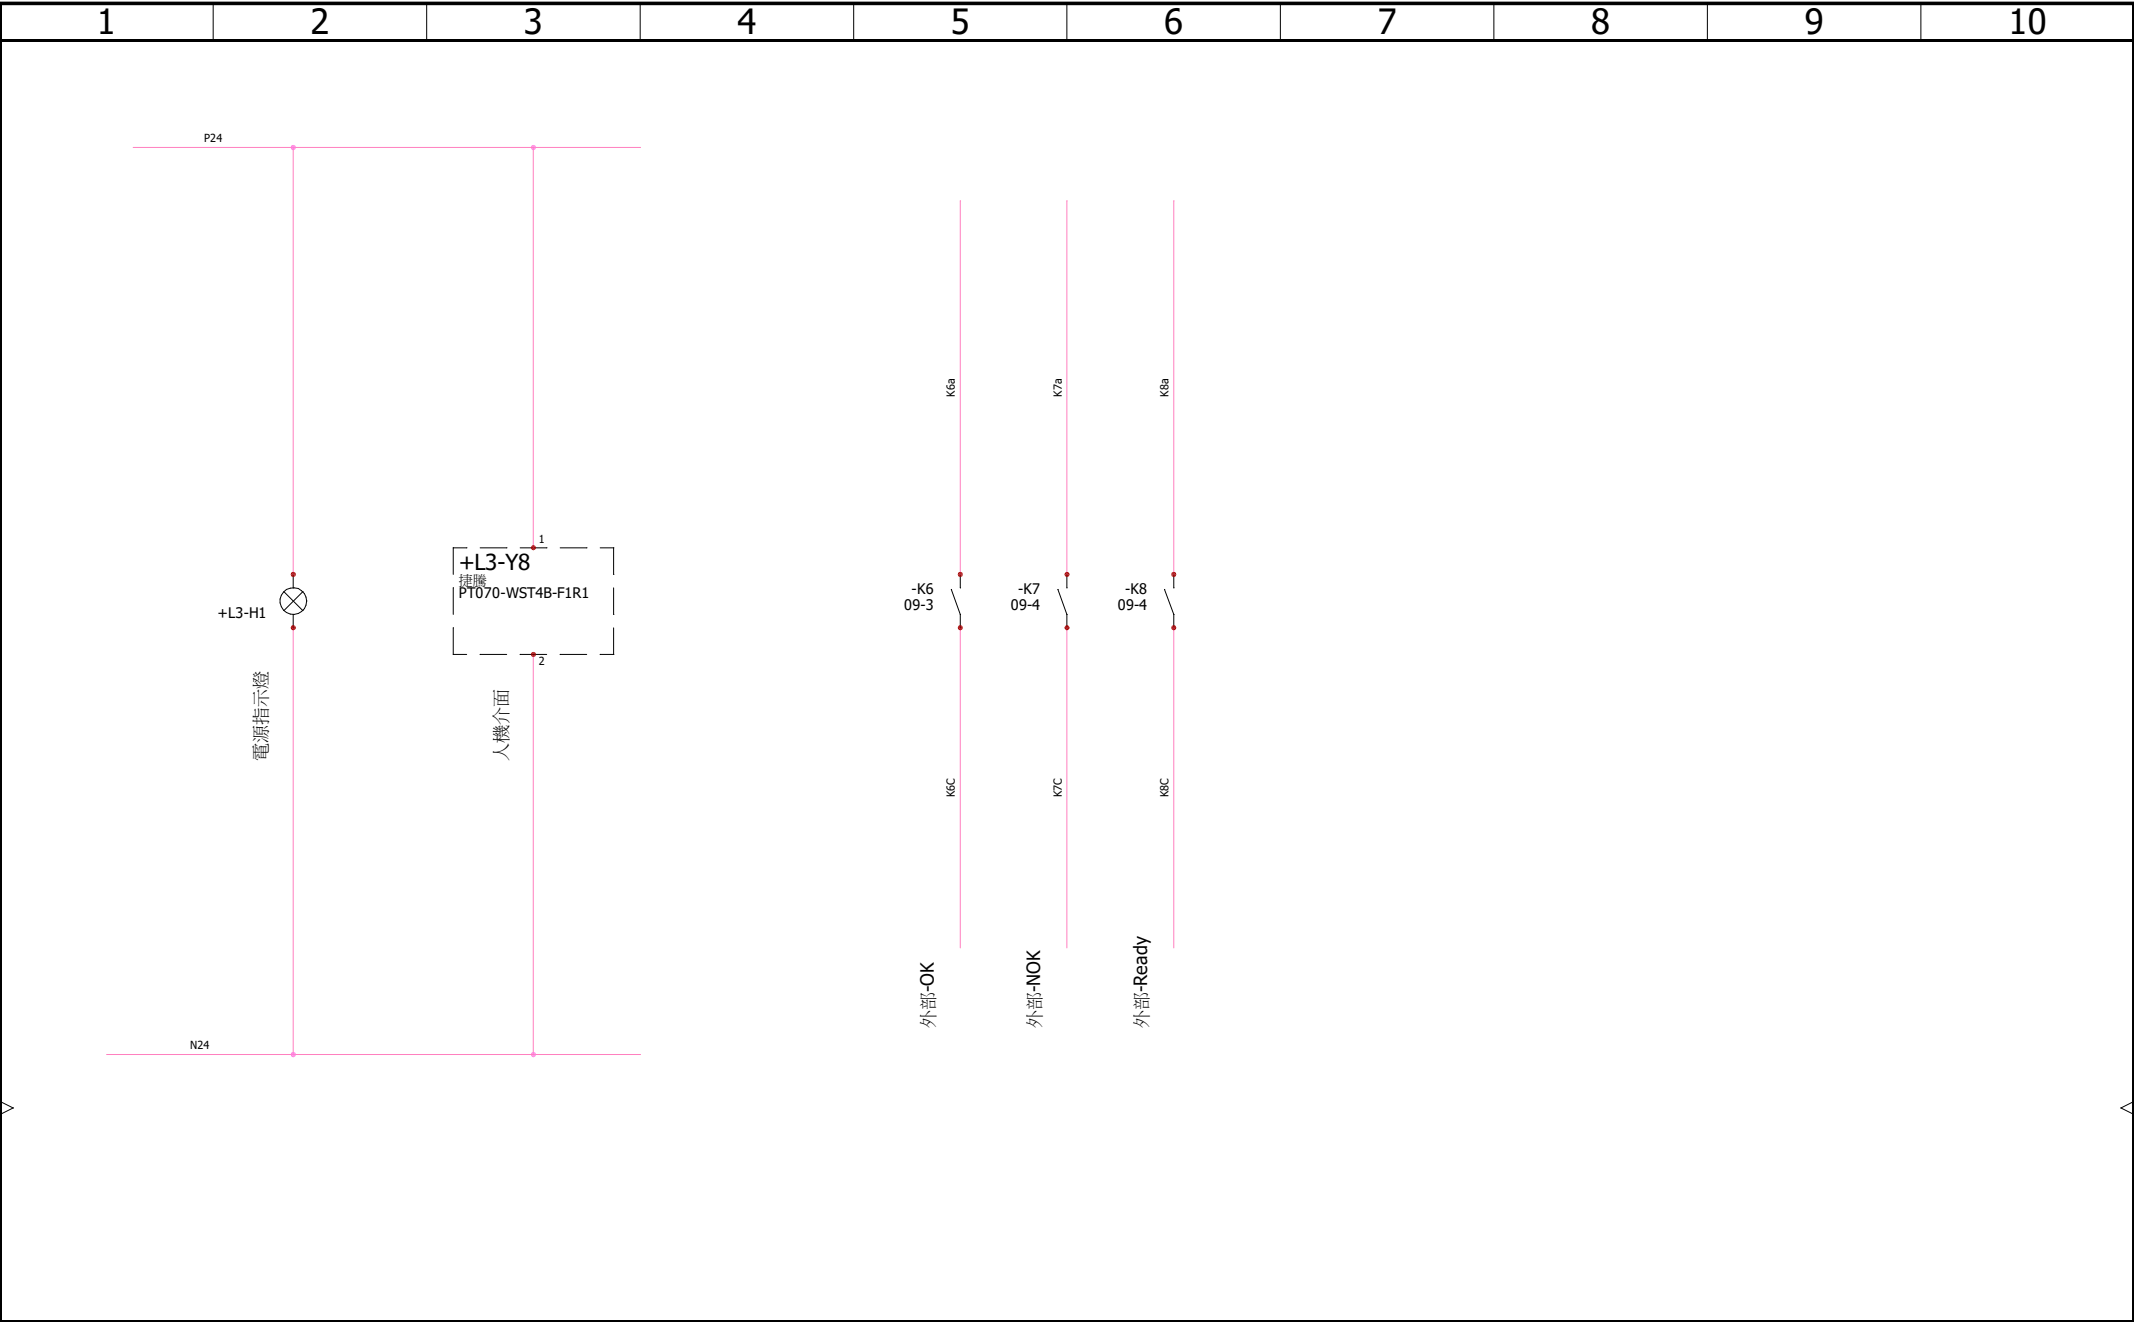 1 2 3 4 5 6 7 8 9 10
P24
K6a
K7a
K8a
1
+L3-Y8
捷騰
PT070-WST4B-F1R1
2
+L3-H1
電源指示燈
人機介面
-K6
09-3
-K7
09-4
-K8
09-4
K6C
K7C
K8C
外部-OK
外部-NOK
外部-Ready
N24